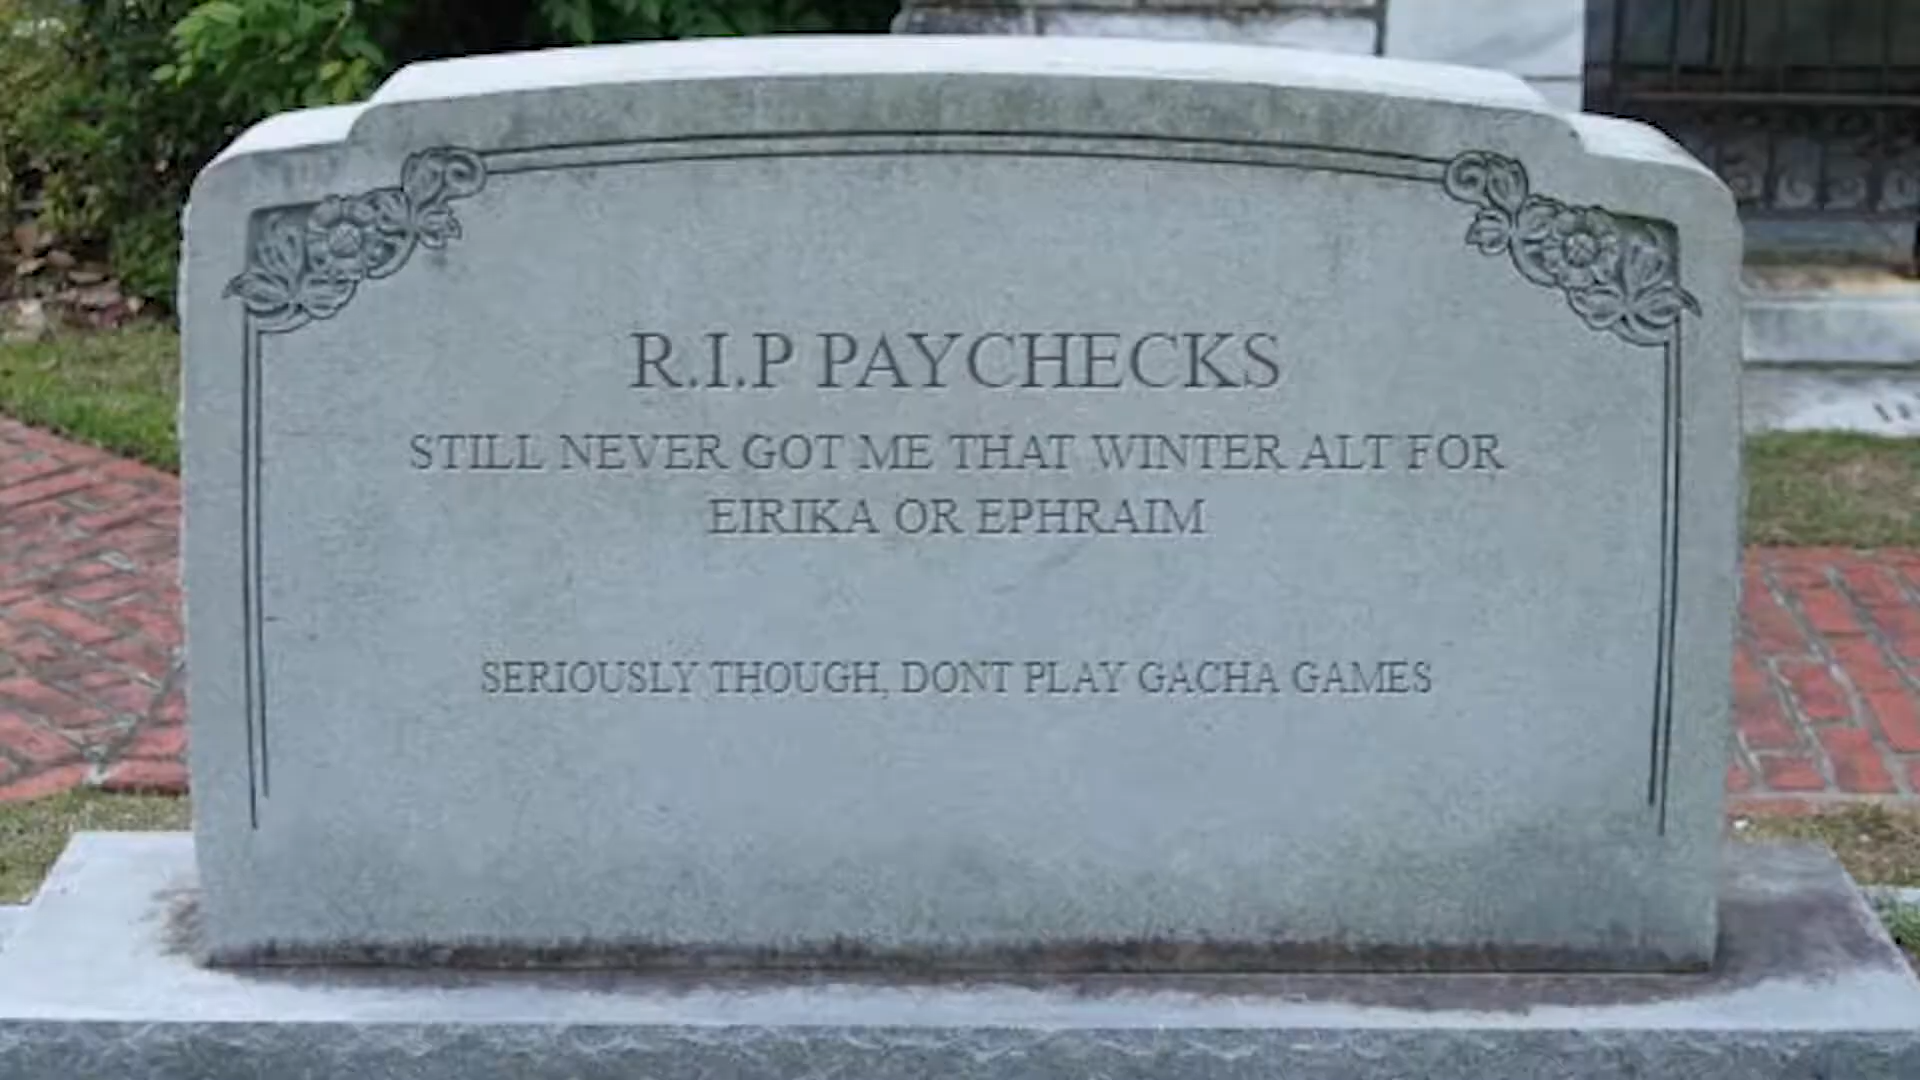 R.I.P PAYCHECKS
STILL NEVER GOT ME THAT WINTER ALT FOR
EIRIKA OR EPHRAIM
SERIOUSLY THOUGH, DONT PLAY GACHA GAMES